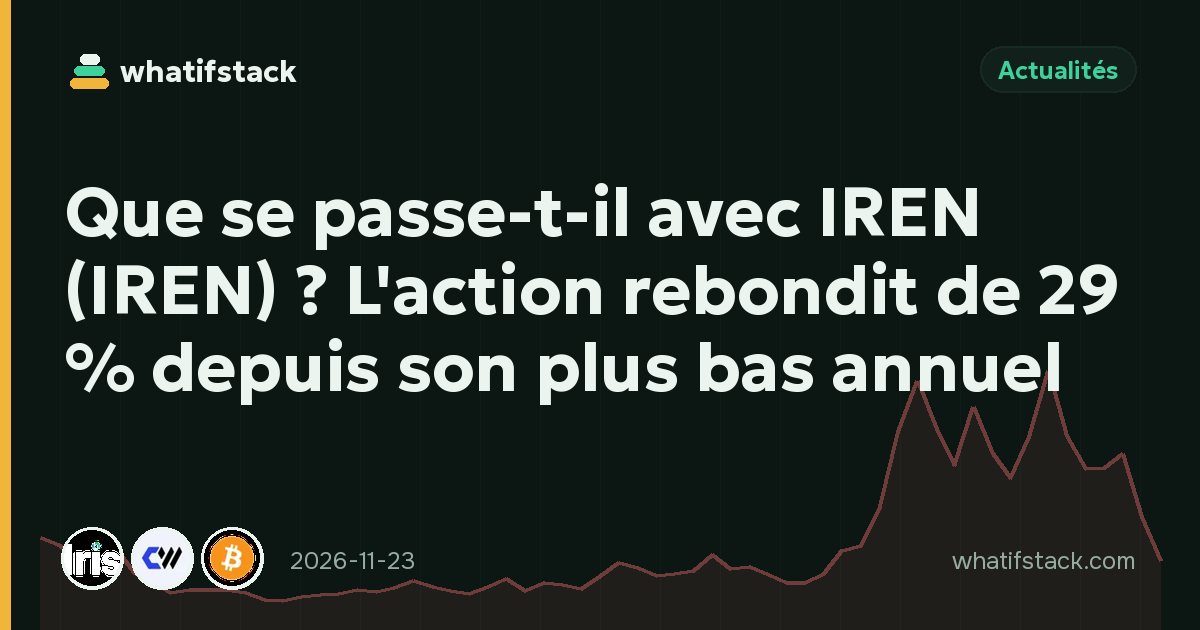 whatifstack
Actualités
Que se passe-t-il avec IREN
(IREN) ? L'action rebondit de 29
% depuis son plus bas annuel
Iris
CW
2026-11-23
whatifstack.com